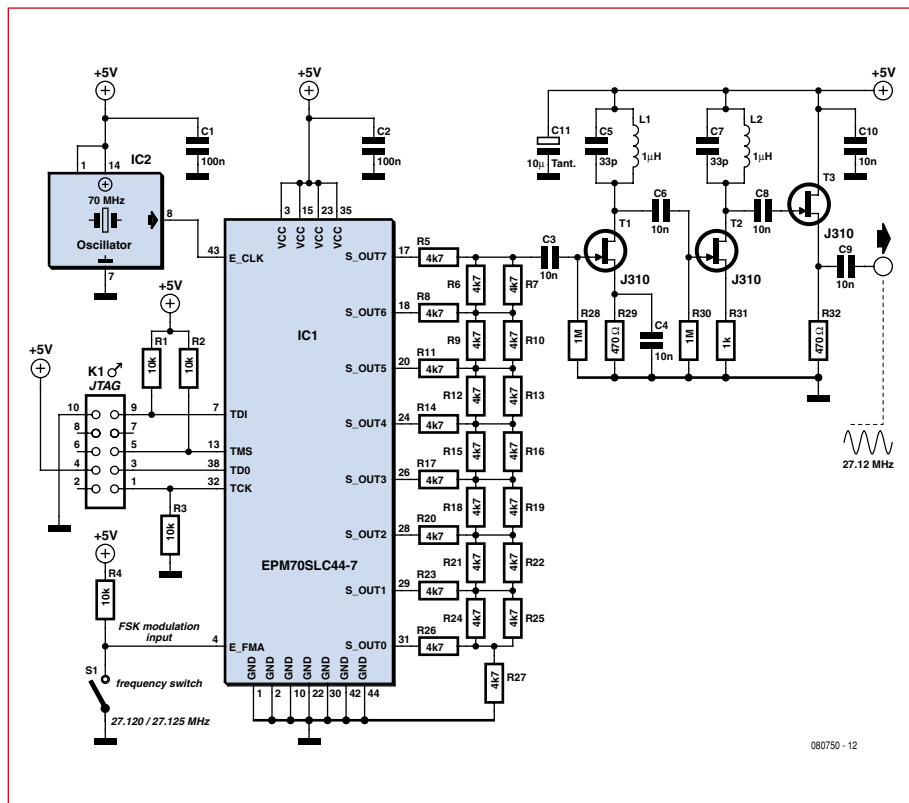 +5V
+5V
+5V
C1
100n
C2
100n
IC2
1
14
70 MHz
Oscillator
8
7
C11
10µ Tant.
C5
33p
L1
1µH
C7
33p
L2
1µH
C10
10n
T3
J310
3
15
23
35
VCC
VCC
VCC
VCC
43
E_CLK
IC1
EPM70SLC44-7
S_OUT7
17
R5
4k7
S_OUT6
18
R8
4k7
S_OUT5
20
R11
4k7
S_OUT4
24
R14
4k7
S_OUT3
26
R17
4k7
S_OUT2
28
R20
4k7
S_OUT1
29
R23
4k7
S_OUT0
31
R26
4k7
R6
4k7
R7
4k7
R9
4k7
R10
4k7
R12
4k7
R13
4k7
R15
4k7
R16
4k7
R18
4k7
R19
4k7
R21
4k7
R22
4k7
R24
4k7
R25
4k7
R27
4k7
C3
10n
T1
J310
C6
10n
T2
J310
C8
10n
C9
10n
R28
1M
R29
470Ω
C4
10n
R30
1M
R31
1k
R32
470Ω
27.12 MHz
+5V
R1
10k
R2
10k
+5V
K1
JTAG
10
9
8
7
6
5
4
3
2
1
7
TDI
13
TMS
38
TD0
32
TCK
R3
10k
+5V
R4
10k
FSK modulation
input
4
E_FMA
S1
frequency switch
27.120 / 27.125 MHz
GND
GND
GND
GND
GND
GND
GND
1
2
10
22
30
42
44
080750 - 12